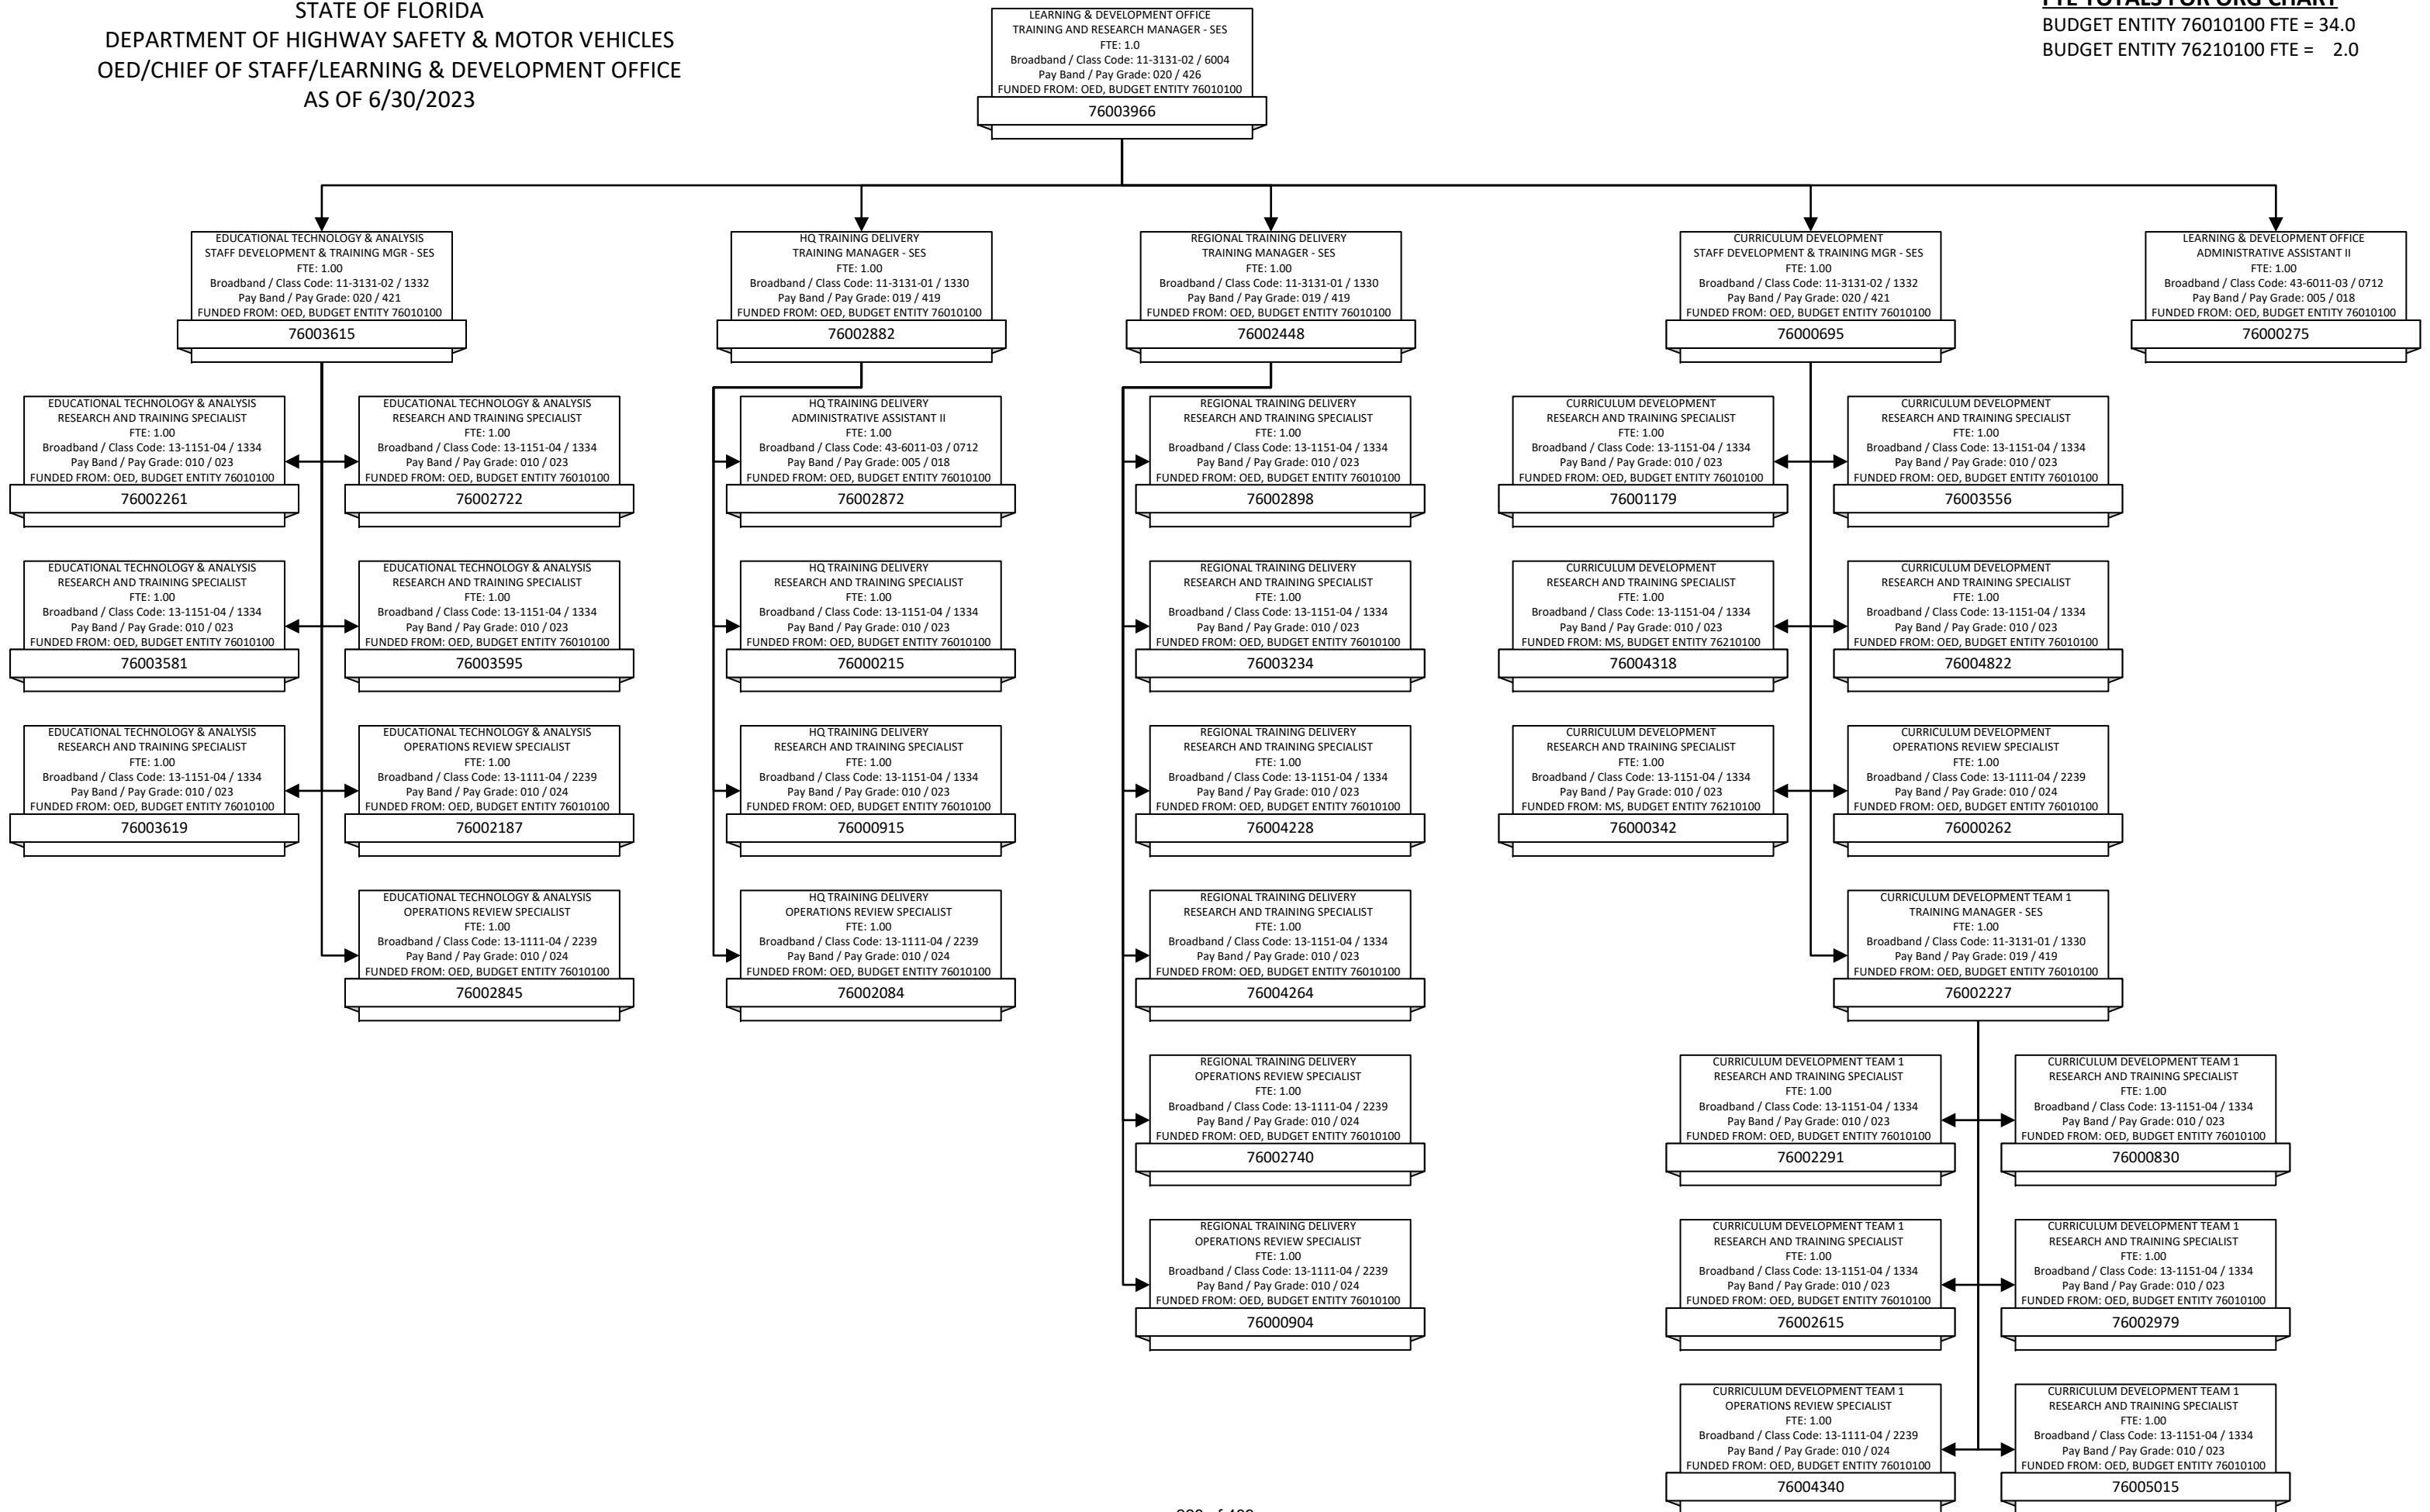 STATE OF FLORIDA
DEPARTMENT OF HIGHWAY SAFETY & MOTOR VEHICLES
OED/CHIEF OF STAFF/LEARNING & DEVELOPMENT OFFICE
AS OF 6/30/2023
FTE TOTALS FOR ORG CHART
BUDGET ENTITY 76010100 FTE = 34.0
BUDGET ENTITY 76210100 FTE = 2.0
LEARNING & DEVELOPMENT OFFICE
TRAINING AND RESEARCH MANAGER - SES
FTE: 1.0
Broadband / Class Code: 11-3131-02 / 6004
Pay Band / Pay Grade: 020 / 426
FUNDED FROM: OED, BUDGET ENTITY 76010100
76003966
EDUCATIONAL TECHNOLOGY & ANALYSIS
STAFF DEVELOPMENT & TRAINING MGR - SES
FTE: 1.00
Broadband / Class Code: 11-3131-02 / 1332
Pay Band / Pay Grade: 020 / 421
FUNDED FROM: OED, BUDGET ENTITY 76010100
76003615
HQ TRAINING DELIVERY
TRAINING MANAGER - SES
FTE: 1.00
Broadband / Class Code: 11-3131-01 / 1330
Pay Band / Pay Grade: 019 / 419
FUNDED FROM: OED, BUDGET ENTITY 76010100
76002882
REGIONAL TRAINING DELIVERY
TRAINING MANAGER - SES
FTE: 1.00
Broadband / Class Code: 11-3131-01 / 1330
Pay Band / Pay Grade: 019 / 419
FUNDED FROM: OED, BUDGET ENTITY 76010100
76002448
CURRICULUM DEVELOPMENT
STAFF DEVELOPMENT & TRAINING MGR - SES
FTE: 1.00
Broadband / Class Code: 11-3131-02 / 1332
Pay Band / Pay Grade: 020 / 421
FUNDED FROM: OED, BUDGET ENTITY 76010100
76000695
LEARNING & DEVELOPMENT OFFICE
ADMINISTRATIVE ASSISTANT II
FTE: 1.00
Broadband / Class Code: 43-6011-03 / 0712
Pay Band / Pay Grade: 005 / 018
FUNDED FROM: OED, BUDGET ENTITY 76010100
76000275
EDUCATIONAL TECHNOLOGY & ANALYSIS
RESEARCH AND TRAINING SPECIALIST
FTE: 1.00
Broadband / Class Code: 13-1151-04 / 1334
Pay Band / Pay Grade: 010 / 023
FUNDED FROM: OED, BUDGET ENTITY 76010100
76002261
EDUCATIONAL TECHNOLOGY & ANALYSIS
RESEARCH AND TRAINING SPECIALIST
FTE: 1.00
Broadband / Class Code: 13-1151-04 / 1334
Pay Band / Pay Grade: 010 / 023
FUNDED FROM: OED, BUDGET ENTITY 76010100
76002722
HQ TRAINING DELIVERY
ADMINISTRATIVE ASSISTANT II
FTE: 1.00
Broadband / Class Code: 43-6011-03 / 0712
Pay Band / Pay Grade: 005 / 018
FUNDED FROM: OED, BUDGET ENTITY 76010100
76002872
REGIONAL TRAINING DELIVERY
RESEARCH AND TRAINING SPECIALIST
FTE: 1.00
Broadband / Class Code: 13-1151-04 / 1334
Pay Band / Pay Grade: 010 / 023
FUNDED FROM: OED, BUDGET ENTITY 76010100
76002898
CURRICULUM DEVELOPMENT
RESEARCH AND TRAINING SPECIALIST
FTE: 1.00
Broadband / Class Code: 13-1151-04 / 1334
Pay Band / Pay Grade: 010 / 023
FUNDED FROM: OED, BUDGET ENTITY 76010100
76001179
CURRICULUM DEVELOPMENT
RESEARCH AND TRAINING SPECIALIST
FTE: 1.00
Broadband / Class Code: 13-1151-04 / 1334
Pay Band / Pay Grade: 010 / 023
FUNDED FROM: OED, BUDGET ENTITY 76010100
76003556
EDUCATIONAL TECHNOLOGY & ANALYSIS
RESEARCH AND TRAINING SPECIALIST
FTE: 1.00
Broadband / Class Code: 13-1151-04 / 1334
Pay Band / Pay Grade: 010 / 023
FUNDED FROM: OED, BUDGET ENTITY 76010100
76003581
EDUCATIONAL TECHNOLOGY & ANALYSIS
RESEARCH AND TRAINING SPECIALIST
FTE: 1.00
Broadband / Class Code: 13-1151-04 / 1334
Pay Band / Pay Grade: 010 / 023
FUNDED FROM: OED, BUDGET ENTITY 76010100
76003595
HQ TRAINING DELIVERY
RESEARCH AND TRAINING SPECIALIST
FTE: 1.00
Broadband / Class Code: 13-1151-04 / 1334
Pay Band / Pay Grade: 010 / 023
FUNDED FROM: OED, BUDGET ENTITY 76010100
76000215
REGIONAL TRAINING DELIVERY
RESEARCH AND TRAINING SPECIALIST
FTE: 1.00
Broadband / Class Code: 13-1151-04 / 1334
Pay Band / Pay Grade: 010 / 023
FUNDED FROM: OED, BUDGET ENTITY 76010100
76003234
CURRICULUM DEVELOPMENT
RESEARCH AND TRAINING SPECIALIST
FTE: 1.00
Broadband / Class Code: 13-1151-04 / 1334
Pay Band / Pay Grade: 010 / 023
FUNDED FROM: MS, BUDGET ENTITY 76210100
76004318
CURRICULUM DEVELOPMENT
RESEARCH AND TRAINING SPECIALIST
FTE: 1.00
Broadband / Class Code: 13-1151-04 / 1334
Pay Band / Pay Grade: 010 / 023
FUNDED FROM: OED, BUDGET ENTITY 76010100
76004822
EDUCATIONAL TECHNOLOGY & ANALYSIS
RESEARCH AND TRAINING SPECIALIST
FTE: 1.00
Broadband / Class Code: 13-1151-04 / 1334
Pay Band / Pay Grade: 010 / 023
FUNDED FROM: OED, BUDGET ENTITY 76010100
76003619
EDUCATIONAL TECHNOLOGY & ANALYSIS
OPERATIONS REVIEW SPECIALIST
FTE: 1.00
Broadband / Class Code: 13-1111-04 / 2239
Pay Band / Pay Grade: 010 / 024
FUNDED FROM: OED, BUDGET ENTITY 76010100
76002187
HQ TRAINING DELIVERY
RESEARCH AND TRAINING SPECIALIST
FTE: 1.00
Broadband / Class Code: 13-1151-04 / 1334
Pay Band / Pay Grade: 010 / 023
FUNDED FROM: OED, BUDGET ENTITY 76010100
76000915
REGIONAL TRAINING DELIVERY
RESEARCH AND TRAINING SPECIALIST
FTE: 1.00
Broadband / Class Code: 13-1151-04 / 1334
Pay Band / Pay Grade: 010 / 023
FUNDED FROM: OED, BUDGET ENTITY 76010100
76004228
CURRICULUM DEVELOPMENT
RESEARCH AND TRAINING SPECIALIST
FTE: 1.00
Broadband / Class Code: 13-1151-04 / 1334
Pay Band / Pay Grade: 010 / 023
FUNDED FROM: MS, BUDGET ENTITY 76210100
76000342
CURRICULUM DEVELOPMENT
OPERATIONS REVIEW SPECIALIST
FTE: 1.00
Broadband / Class Code: 13-1111-04 / 2239
Pay Band / Pay Grade: 010 / 024
FUNDED FROM: OED, BUDGET ENTITY 76010100
76000262
EDUCATIONAL TECHNOLOGY & ANALYSIS
OPERATIONS REVIEW SPECIALIST
FTE: 1.00
Broadband / Class Code: 13-1111-04 / 2239
Pay Band / Pay Grade: 010 / 024
FUNDED FROM: OED, BUDGET ENTITY 76010100
76002845
HQ TRAINING DELIVERY
OPERATIONS REVIEW SPECIALIST
FTE: 1.00
Broadband / Class Code: 13-1111-04 / 2239
Pay Band / Pay Grade: 010 / 024
FUNDED FROM: OED, BUDGET ENTITY 76010100
76002084
REGIONAL TRAINING DELIVERY
RESEARCH AND TRAINING SPECIALIST
FTE: 1.00
Broadband / Class Code: 13-1151-04 / 1334
Pay Band / Pay Grade: 010 / 023
FUNDED FROM: OED, BUDGET ENTITY 76010100
76004264
CURRICULUM DEVELOPMENT TEAM 1
TRAINING MANAGER - SES
FTE: 1.00
Broadband / Class Code: 11-3131-01 / 1330
Pay Band / Pay Grade: 019 / 419
FUNDED FROM: OED, BUDGET ENTITY 76010100
76002227
REGIONAL TRAINING DELIVERY
OPERATIONS REVIEW SPECIALIST
FTE: 1.00
Broadband / Class Code: 13-1111-04 / 2239
Pay Band / Pay Grade: 010 / 024
FUNDED FROM: OED, BUDGET ENTITY 76010100
76002740
CURRICULUM DEVELOPMENT TEAM 1
RESEARCH AND TRAINING SPECIALIST
FTE: 1.00
Broadband / Class Code: 13-1151-04 / 1334
Pay Band / Pay Grade: 010 / 023
FUNDED FROM: OED, BUDGET ENTITY 76010100
76002291
CURRICULUM DEVELOPMENT TEAM 1
RESEARCH AND TRAINING SPECIALIST
FTE: 1.00
Broadband / Class Code: 13-1151-04 / 1334
Pay Band / Pay Grade: 010 / 023
FUNDED FROM: OED, BUDGET ENTITY 76010100
76000830
REGIONAL TRAINING DELIVERY
OPERATIONS REVIEW SPECIALIST
FTE: 1.00
Broadband / Class Code: 13-1111-04 / 2239
Pay Band / Pay Grade: 010 / 024
FUNDED FROM: OED, BUDGET ENTITY 76010100
76000904
CURRICULUM DEVELOPMENT TEAM 1
RESEARCH AND TRAINING SPECIALIST
FTE: 1.00
Broadband / Class Code: 13-1151-04 / 1334
Pay Band / Pay Grade: 010 / 023
FUNDED FROM: OED, BUDGET ENTITY 76010100
76002615
CURRICULUM DEVELOPMENT TEAM 1
RESEARCH AND TRAINING SPECIALIST
FTE: 1.00
Broadband / Class Code: 13-1151-04 / 1334
Pay Band / Pay Grade: 010 / 023
FUNDED FROM: OED, BUDGET ENTITY 76010100
76002979
CURRICULUM DEVELOPMENT TEAM 1
OPERATIONS REVIEW SPECIALIST
FTE: 1.00
Broadband / Class Code: 13-1111-04 / 2239
Pay Band / Pay Grade: 010 / 024
FUNDED FROM: OED, BUDGET ENTITY 76010100
76004340
CURRICULUM DEVELOPMENT TEAM 1
RESEARCH AND TRAINING SPECIALIST
FTE: 1.00
Broadband / Class Code: 13-1151-04 / 1334
Pay Band / Pay Grade: 010 / 023
FUNDED FROM: OED, BUDGET ENTITY 76010100
76005015